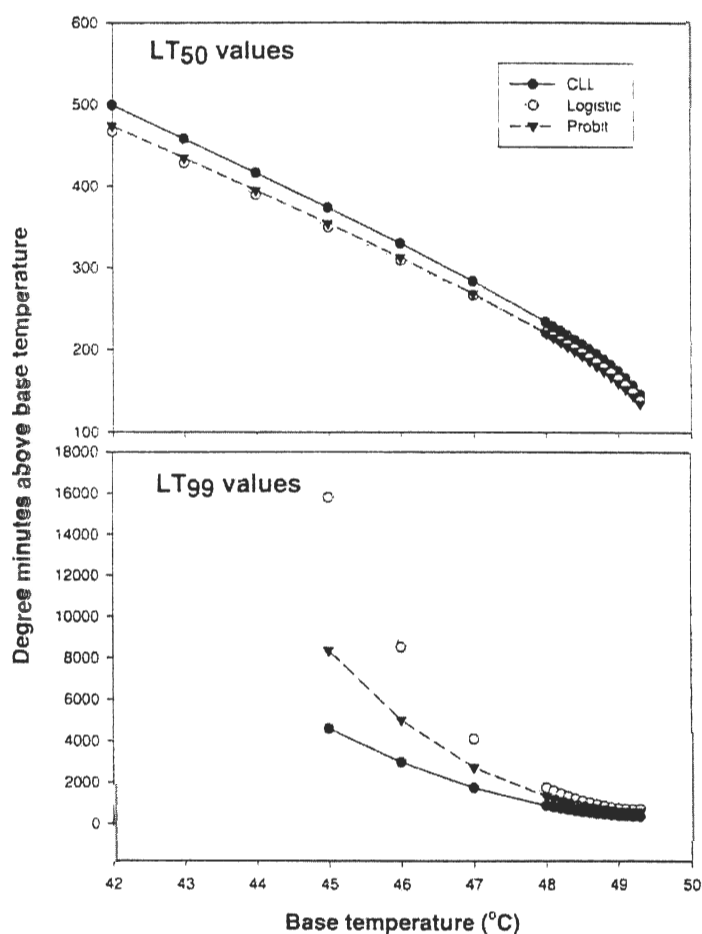 600
500
400
300
200
100
LT50 values
CLL
Logistic
Probit
Degree minutes above base temperature
18000
16000
14000
12000
10000
8000
6000
4000
2000
0
LT99 values
42 43 44 45 46 47 48 49 50
Base temperature (°C)